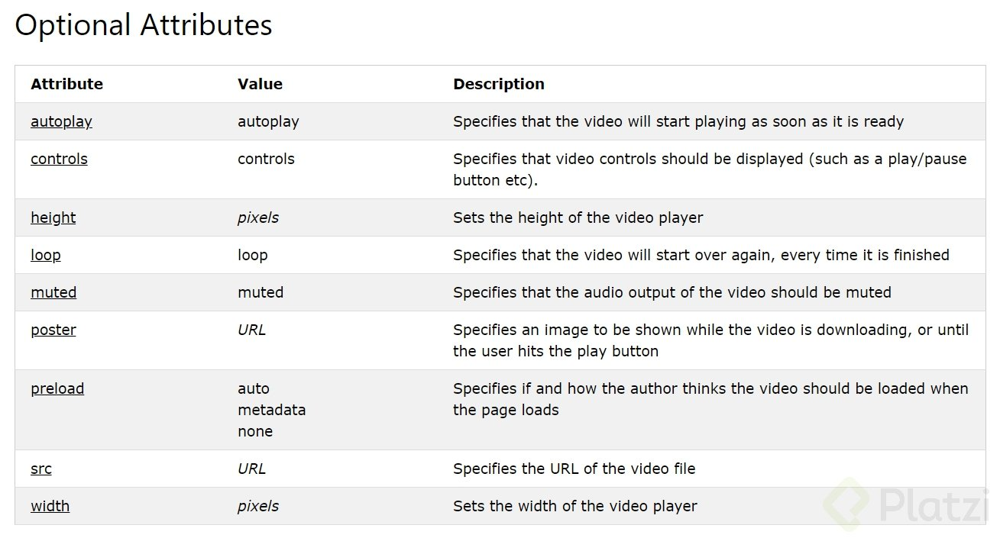 Optional Attributes
Attribute Value Description
autoplay autoplay Specifies that the video will start playing as soon as it is ready
controls controls Specifies that video controls should be displayed (such as a play/pause
button etc).
height pixels Sets the height of the video player
loop loop Specifies that the video will start over again, every time it is finished
muted muted Specifies that the audio output of the video should be muted
poster URL Specifies an image to be shown while the video is downloading, or until
the user hits the play button
preload auto Specifies if and how the author thinks the video should be loaded when
metadata the page loads
none
src URL Specifies the URL of the video file
width pixels Sets the width of the video player
Platzi